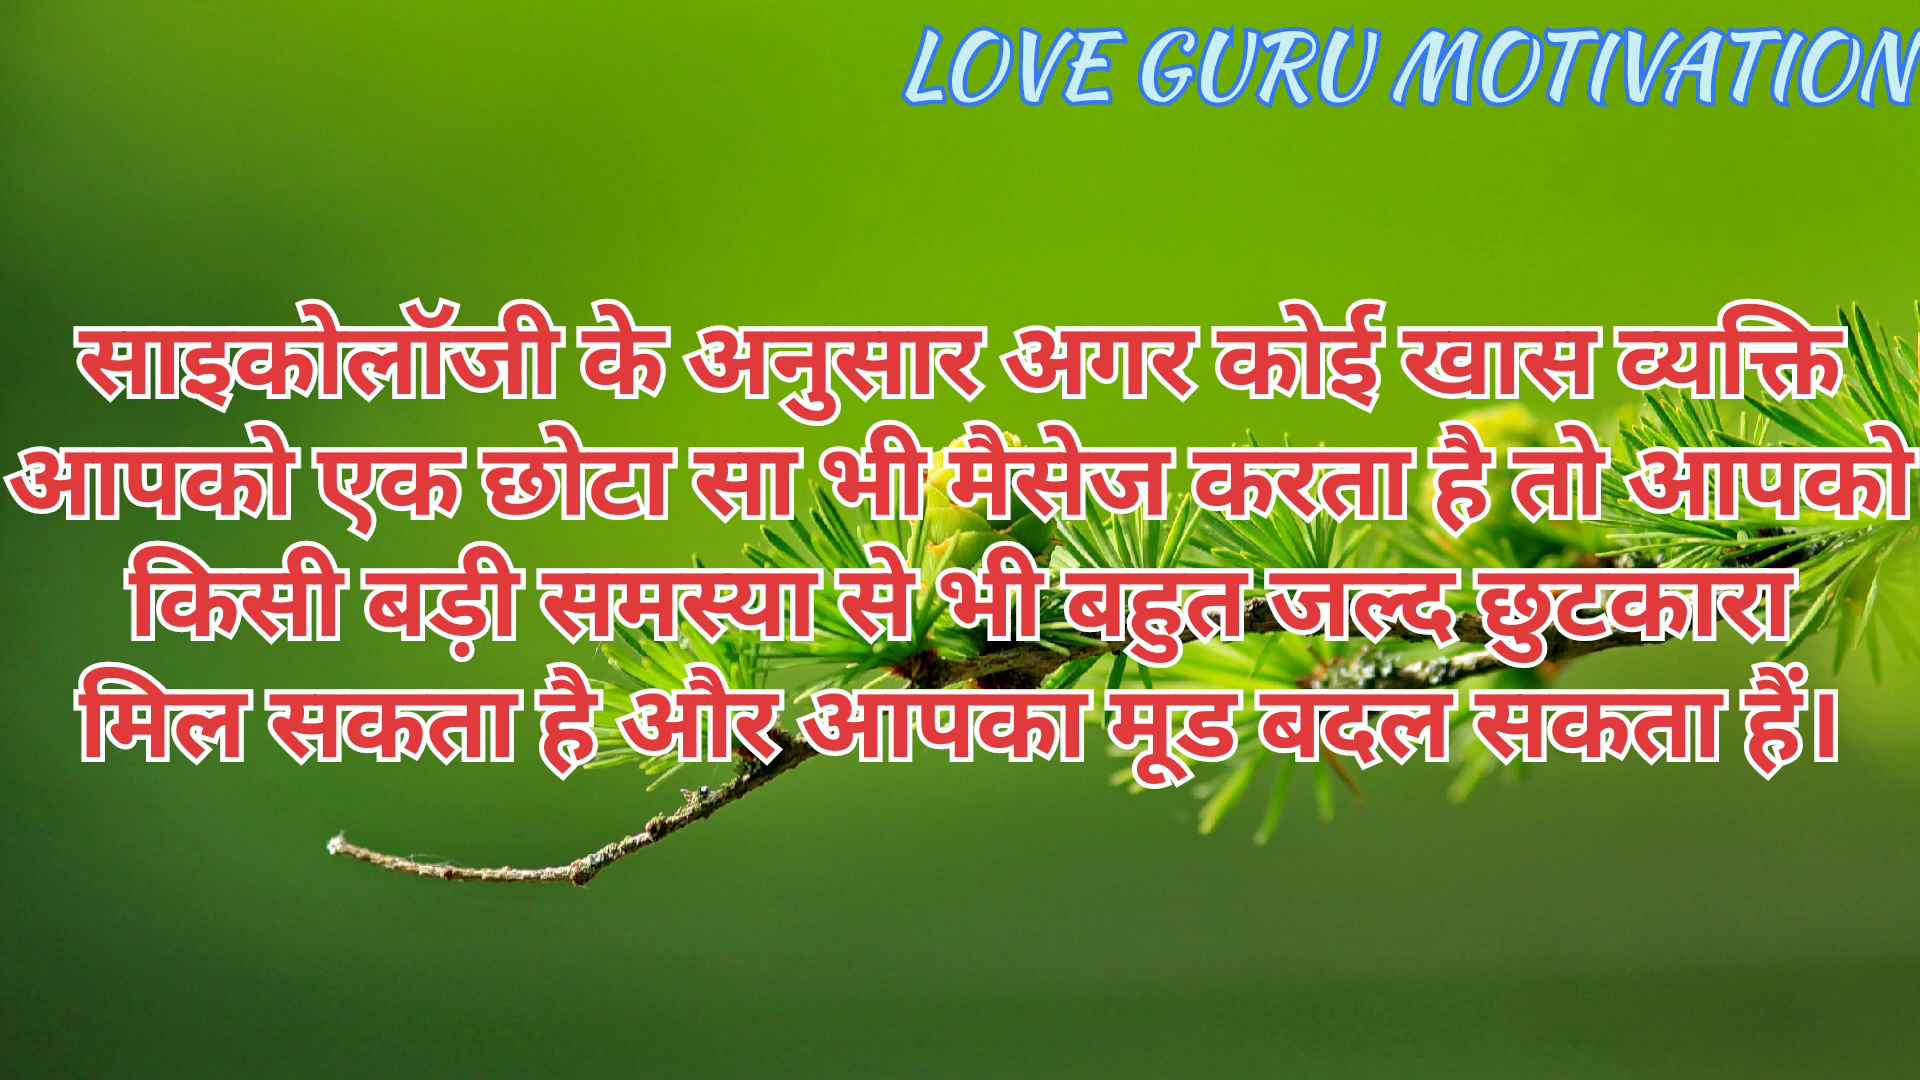 LOVE GURU MOTIVATION
साइकोलॉजी के अनुसार अगर कोई खास व्यक्ति
आपको एक छोटा सा भी मैसेज करता है तो आपको
किसी बड़ी समस्या से भी बहुत जल्द छुटकारा
मिल सकता है और आपका मूड बदल सकता हैं।